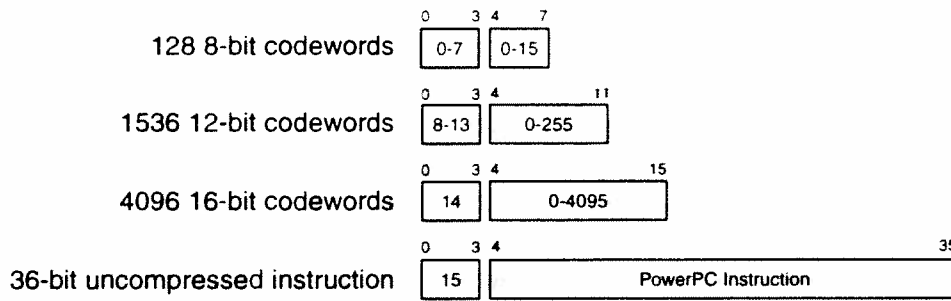 0 3 4 7
128 8-bit codewords 0-7 0-15
0 3 4 11
1536 12-bit codewords 8-13 0-255
0 3 4 15
4096 16-bit codewords 14 0-4095
0 3 4 35
36-bit uncompressed instruction 15 PowerPC Instruction